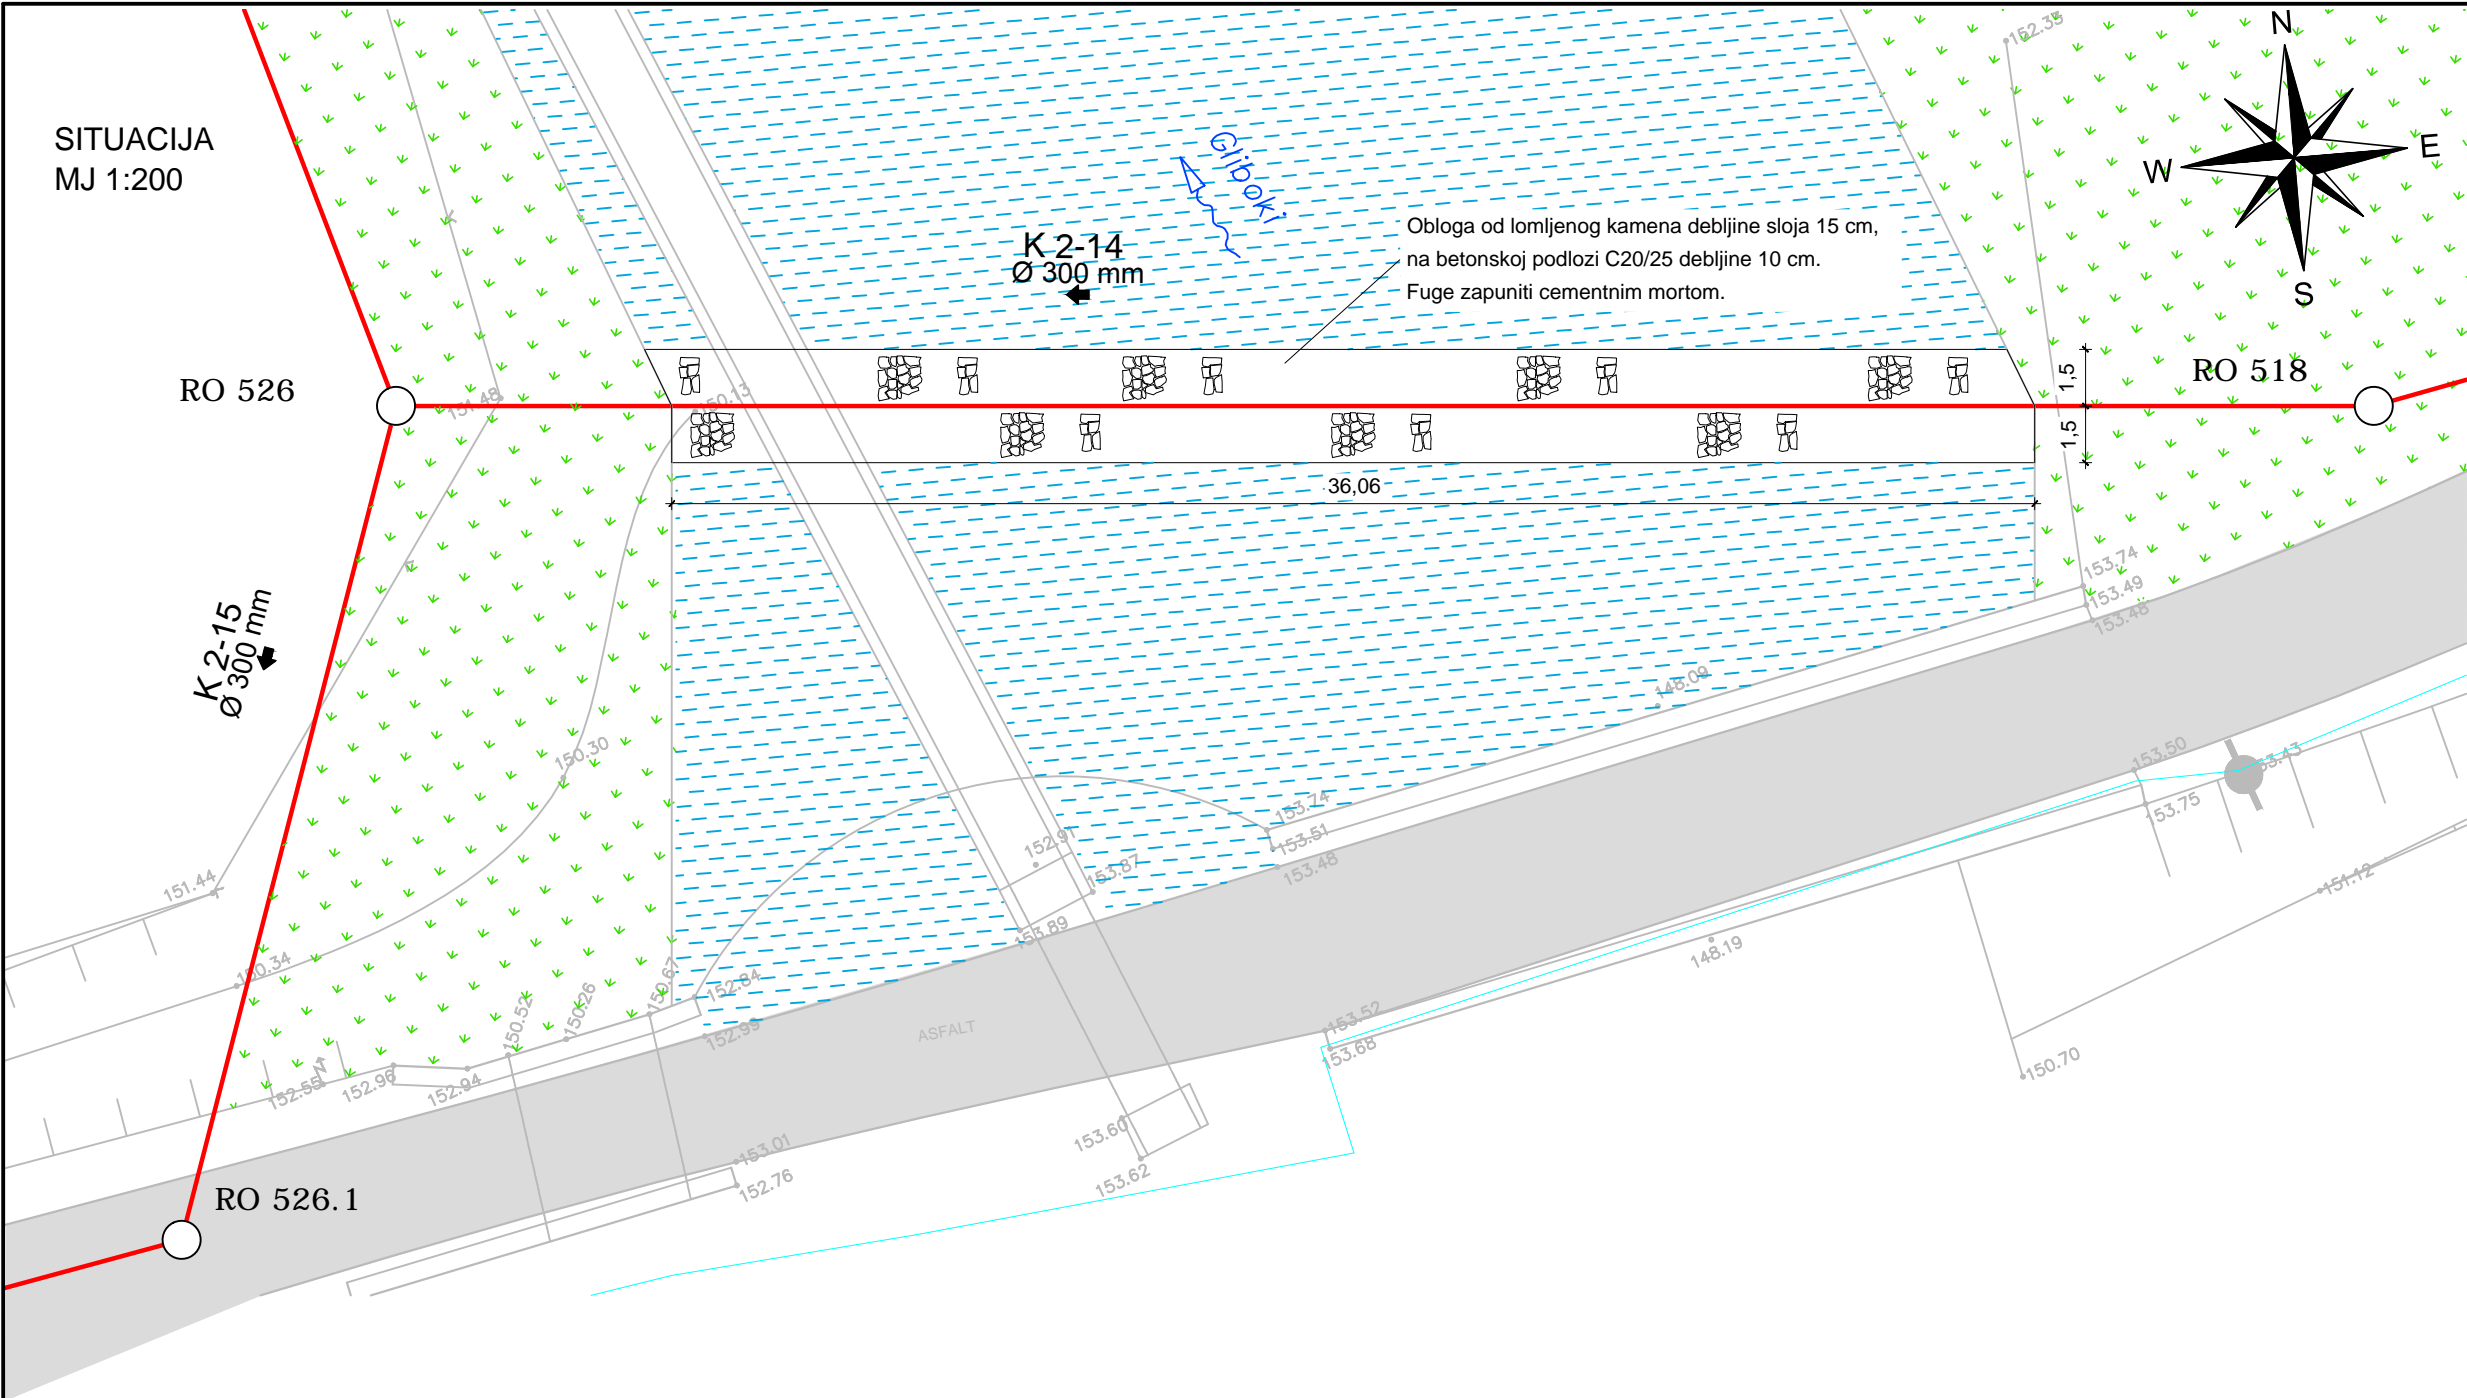 SITUACIJA
MJ 1:200
N
W
E
S
152.33
Gliboki
K 2-14
Ø 300 mm
Obloga od lomljenog kamena debljine sloja 15 cm,
na betonskoj podlozi C20/25 debljine 10 cm.
Fuge zapuniti cementnim mortom.
RO 526
151.48
150.13
1,5
1,5
RO 518
36,06
K 2-15
Ø 300 mm
153.74
153.49
153.48
148.09
150.30
153.50
153.43
153.75
153.74
153.51
153.48
152.91
153.87
153.89
151.44
151.12
150.34
150.67
152.84
152.99
150.52
150.26
148.19
ASFALT
153.52
153.68
150.70
152.55
152.96
152.94
153.60
153.62
153.01
152.76
RO 526.1